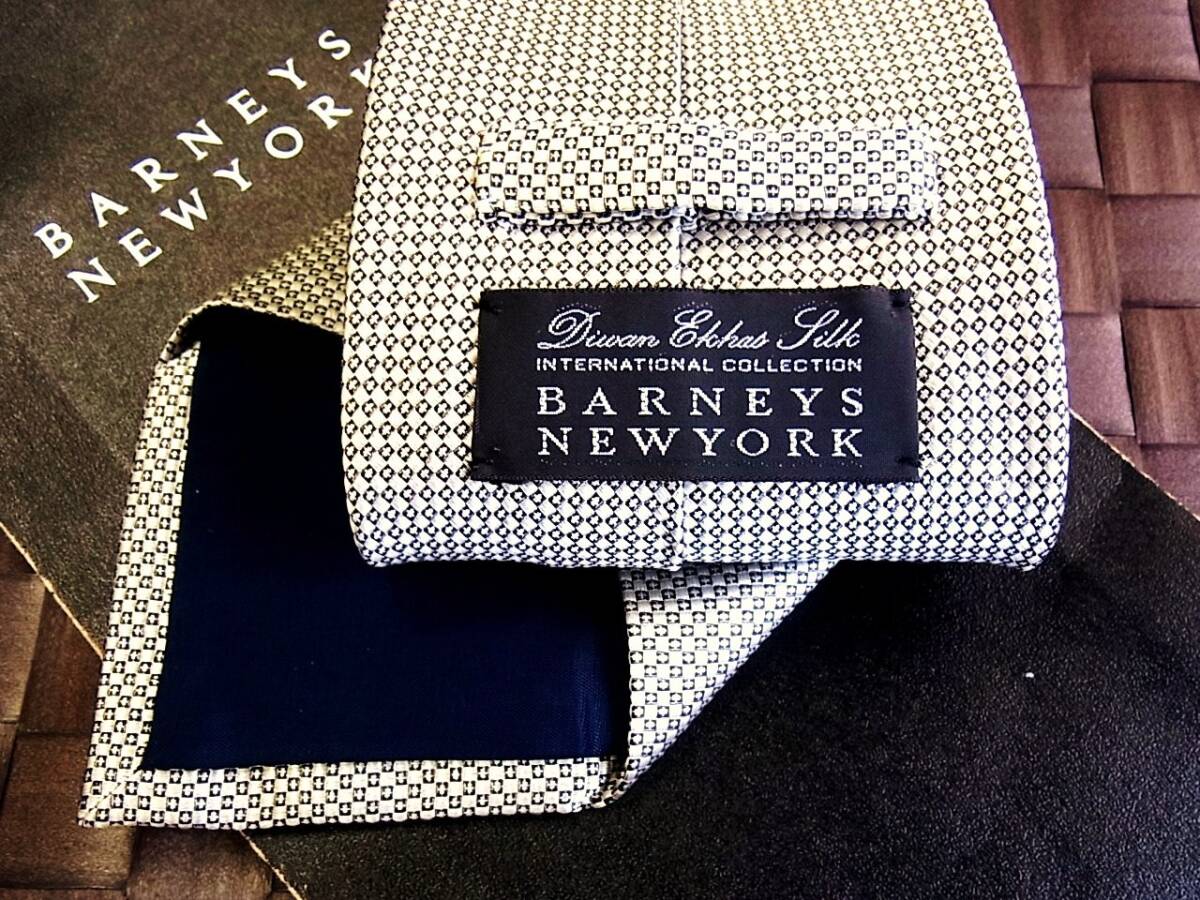 BARNEYS
NEWYORK
Diwan Ekhas Silk
INTERNATIONAL COLLECTION
BARNEYS
NEWYORK